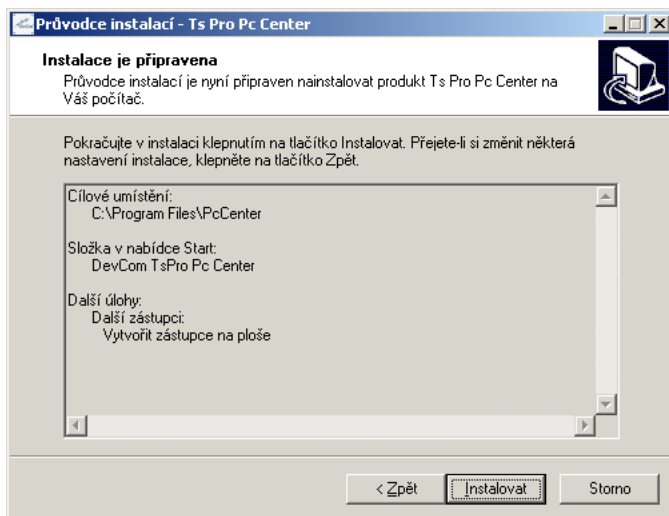 Průvodce instalací - Ts Pro Pc Center
Instalace je připravena
Průvodce instalací je nyní připraven nainstalovat produkt Ts Pro Pc Center na
Váš počítač.
Pokračujte v instalaci klepnutím na tlačítko Instalovat. Přejete-li si změnit některá
nastavení instalace, klepněte na tlačítko Zpět.
Cílové umístění:
C:\Program Files\PcCenter
Složka v nabídce Start:
DevCom TsPro Pc Center
Další úlohy:
Další zástupci:
Vytvořit zástupce na ploše
< Zpět
Instalovat
Storno